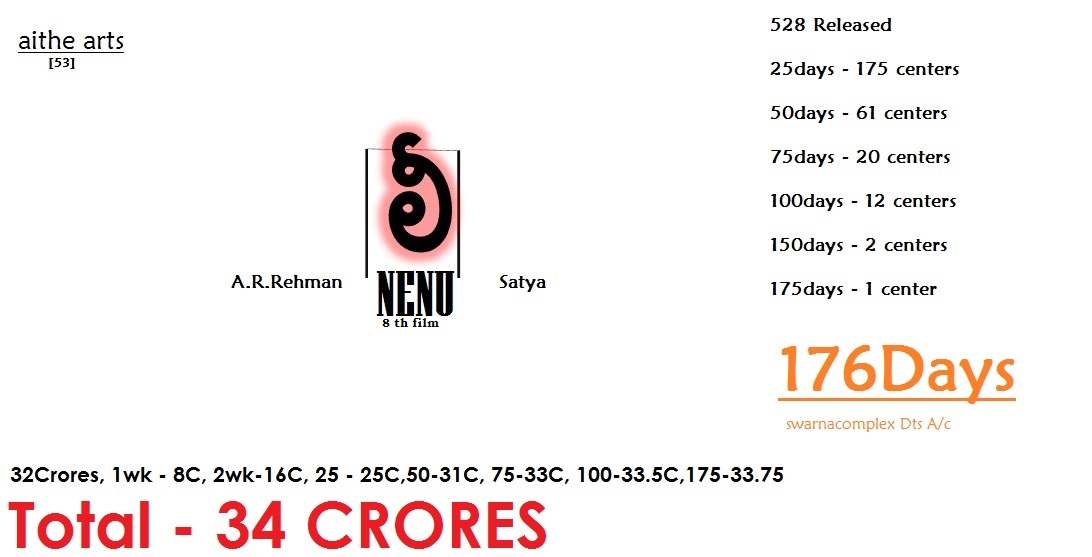 aithe arts
[53]
528 Released
25days - 175 centers
50days - 61 centers
75days - 20 centers
100days - 12 centers
150days - 2 centers
175days - 1 center
A.R.Rehman
NENU
8 th film
Satya
176Days
swarnacomplex Dts A/c
32Crores, 1wk - 8C, 2wk-16C, 25 - 25C,50-31C, 75-33C, 100-33.5C,175-33.75
Total - 34 CRORES